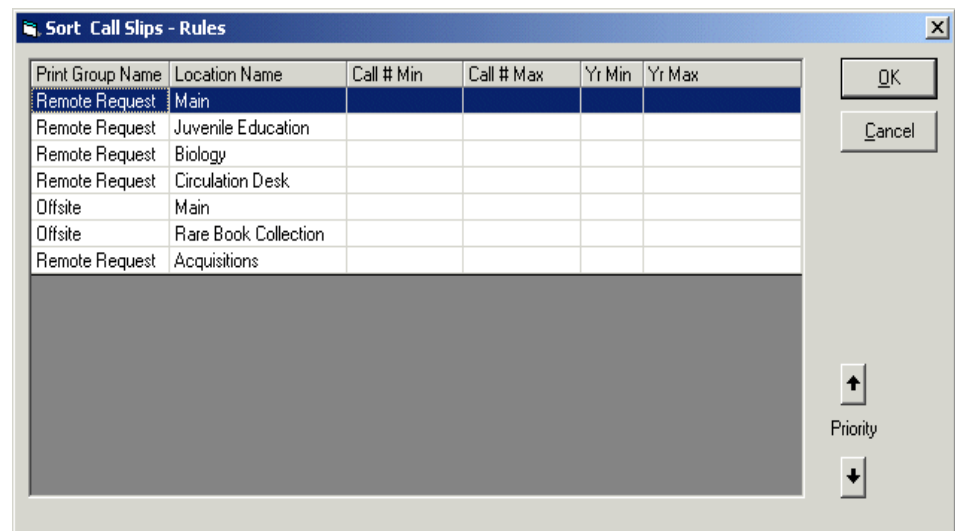 Sort Call Slips - Rules
Print Group Name Location Name Call # Min Call # Max Yr Min Yr Max
OK
Remote Request Main
Remote Request Juvenile Education
Cancel
Remote Request Biology
Remote Request Circulation Desk
Offsite Main
Offsite Rare Book Collection
Remote Request Acquisitions
Priority